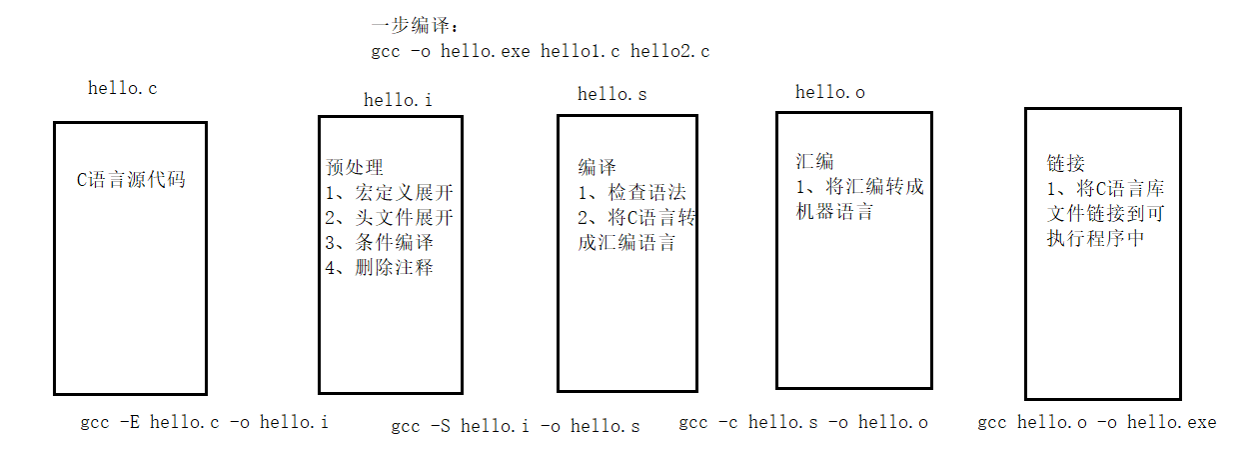 一步编译：
gcc -o hello.exe hello1.c hello2.c
hello.c
hello.i
hello.s
hello.o
C语言源代码
预处理
1、宏定义展开
2、头文件展开
3、条件编译
4、删除注释
编译
1、检查语法
2、将C语言转
成汇编语言
汇编
1、将汇编转成
机器语言
链接
1、将C语言库
文件链接到可
执行程序中
gcc -E hello.c -o hello.i
gcc -S hello.i -o hello.s
gcc -c hello.s -o hello.o
gcc hello.o -o hello.exe